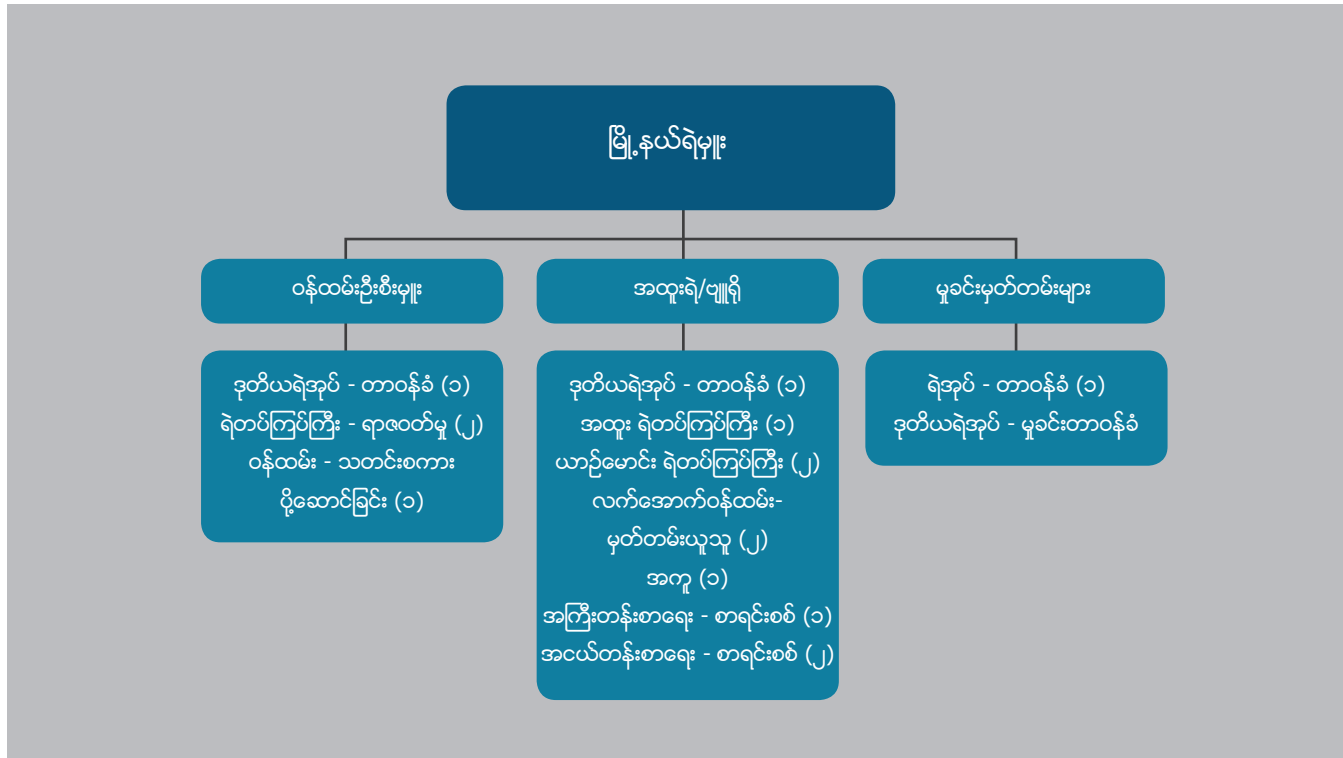 မြို့နယ်ရဲမှူး
ဝန်ထမ်းဦးစီးမှူး
အထူးရဲ/ဗျူရို
မှုခင်းမှတ်တမ်းများ
ဒုတိယရဲအုပ် - တာဝန်ခံ (၁)
ရဲတပ်ကြပ်ကြီး - ရာဇဝတ်မှု (၂)
ဝန်ထမ်း - သတင်းစကား
ပို့ဆောင်ခြင်း (၁)
ဒုတိယရဲအုပ် - တာဝန်ခံ (၁)
အထူး ရဲတပ်ကြပ်ကြီး (၁)
ယာဉ်မောင်း ရဲတပ်ကြပ်ကြီး (၂)
လက်အောက်ဝန်ထမ်း-
မှတ်တမ်းယူသူ (၂)
အကူ (၁)
အကြီးတန်းစာရေး - စာရင်းစစ် (၁)
အငယ်တန်းစာရေး - စာရင်းစစ် (၂)
ရဲအုပ် - တာဝန်ခံ (၁)
ဒုတိယရဲအုပ် - မှုခင်းတာဝန်ခံ